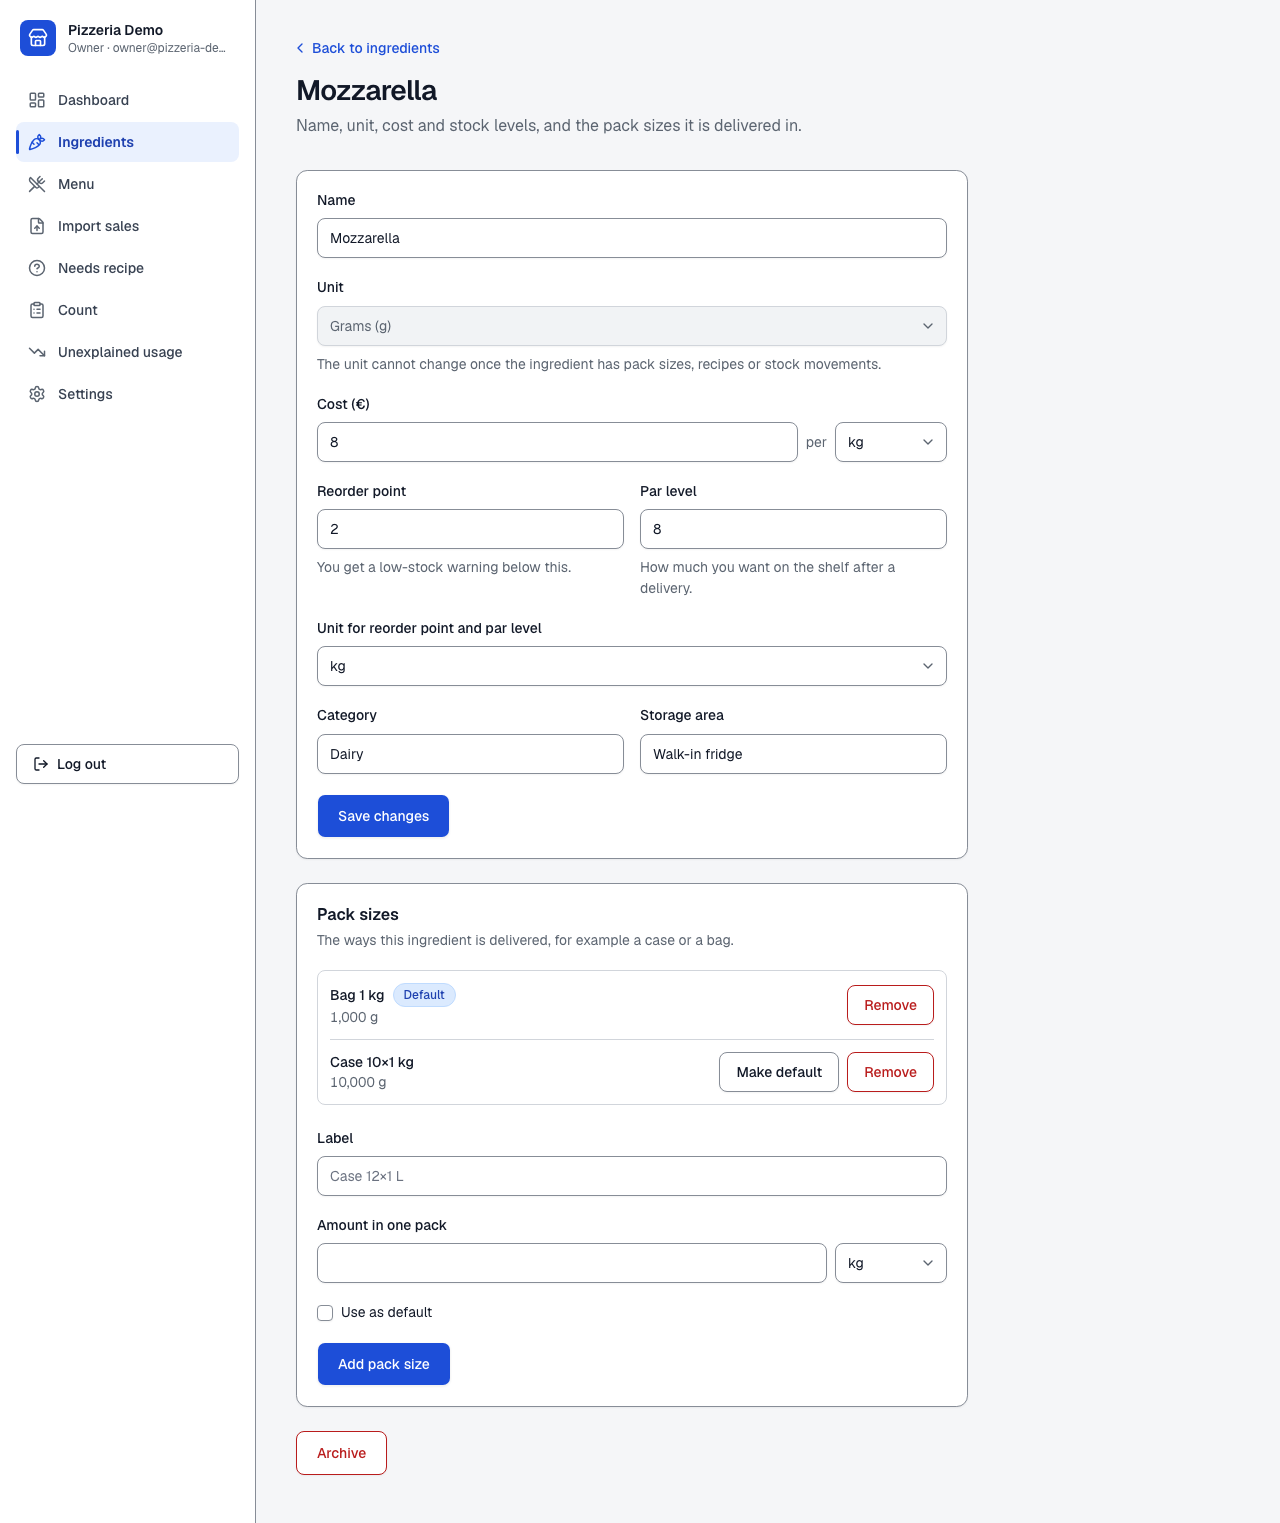 Pizzeria Demo
Owner · owner@pizzeria-de…
Dashboard
Ingredients
Menu
Import sales
Needs recipe
Count
Unexplained usage
Settings
Log out
Back to ingredients
Mozzarella
Name, unit, cost and stock levels, and the pack sizes it is delivered in.
Name
Mozzarella
Unit
Grams (g)
The unit cannot change once the ingredient has pack sizes, recipes or stock movements.
Cost (€)
8 per kg
Reorder point
2
You get a low-stock warning below this.
Par level
8
How much you want on the shelf after a
delivery.
Unit for reorder point and par level
kg
Category
Dairy
Storage area
Walk-in fridge
Save changes
Pack sizes
The ways this ingredient is delivered, for example a case or a bag.
Bag 1 kg Default
1,000 g
Remove
Case 10×1 kg
10,000 g
Make default Remove
Label
Case 12×1 L
Amount in one pack
kg
Use as default
Add pack size
Archive